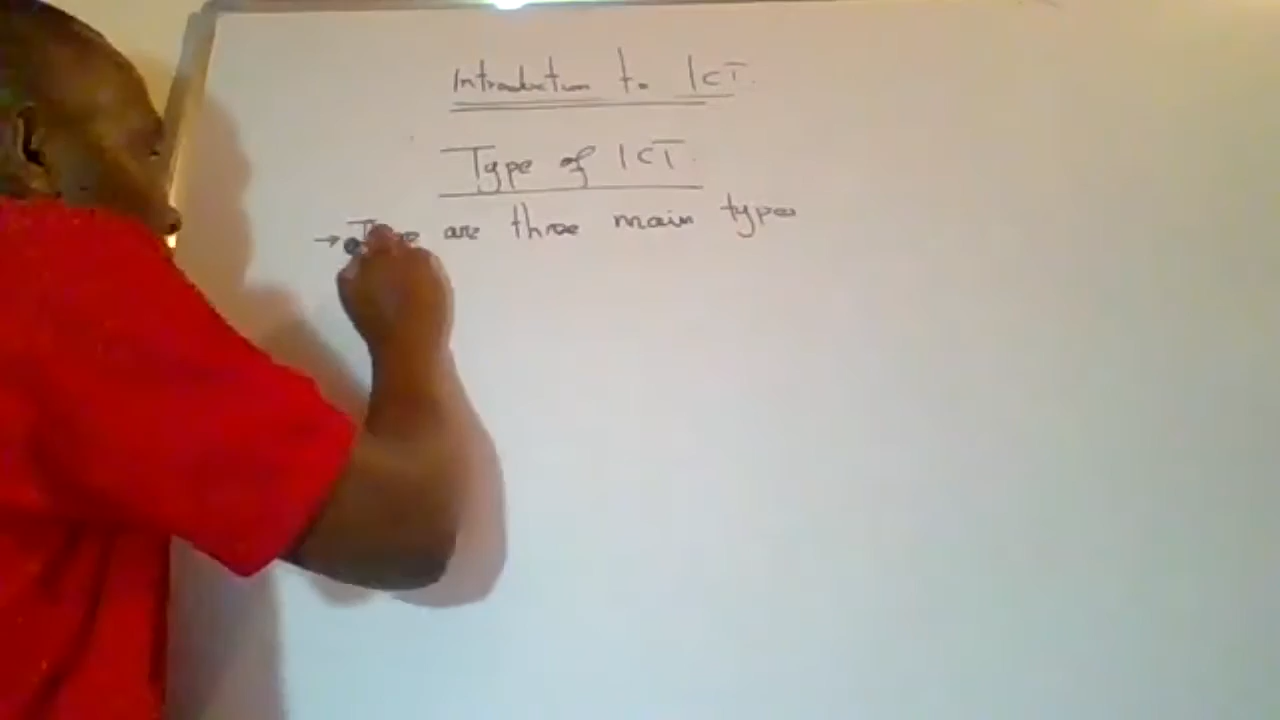 Introduction to ICT.
Type of ICT.
→ are three main types